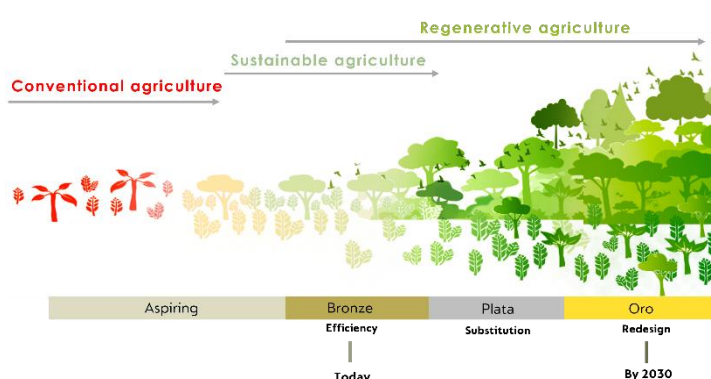 Regenerative agriculture
Sustainable agriculture
Conventional agriculture
Aspiring
Bronze
Plata
Oro
Efficiency
Substitution
Redesign
Today
By 2030